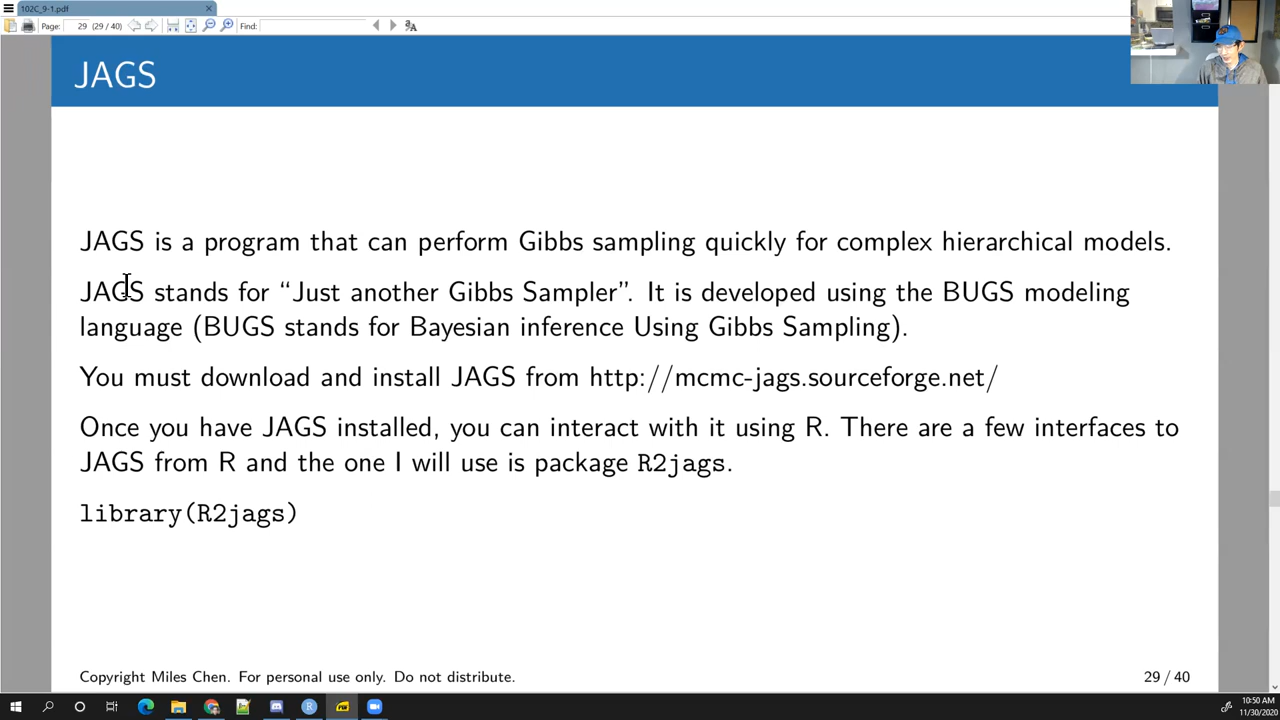 102C_9-1.pdf
Page: 29 (29 / 40) Find:
JAGS
JAGS is a program that can perform Gibbs sampling quickly for complex hierarchical models.
JAGS stands for “Just another Gibbs Sampler”. It is developed using the BUGS modeling
language (BUGS stands for Bayesian inference Using Gibbs Sampling).
You must download and install JAGS from http://mcmc-jags.sourceforge.net/
Once you have JAGS installed, you can interact with it using R. There are a few interfaces to
JAGS from R and the one I will use is package R2jags.
library(R2jags)
Copyright Miles Chen. For personal use only. Do not distribute. 29 / 40
10:50 AM
11/30/2020